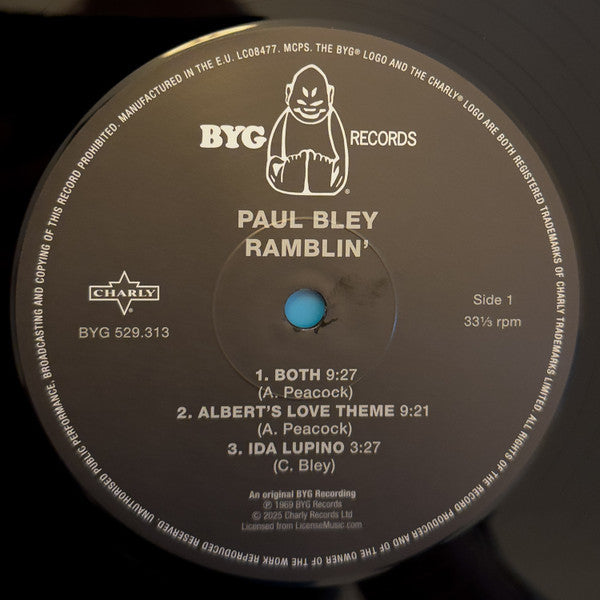 UNAUTHORISED PUBLIC PERFORMANCE, BROADCASTING AND COPYING OF THIS RECORD PROHIBITED. MANUFACTURED IN THE E.U. LC08477. MCPS. THE BYG® LOGO AND THE CHARLY® LOGO ARE BOTH REGISTERED TRADEMARKS OF CHARLY TRADEMARKS LIMITED. ALL RIGHTS OF THE RECORD PRODUCER AND OF THE OWNER OF THE WORK REPRODUCED RESERVED.
BYG RECORDS
®
PAUL BLEY
RAMBLIN'
CHARLY
®
BYG 529.313
Side 1
33⅓ rpm
1. BOTH 9:27
(A. Peacock)
2. ALBERT'S LOVE THEME 9:21
(A. Peacock)
3. IDA LUPINO 3:27
(C. Bley)
An original BYG Recording
℗ 1969 BYG Records
© 2025 Charly Records Ltd
Licensed from LicenseMusic.com